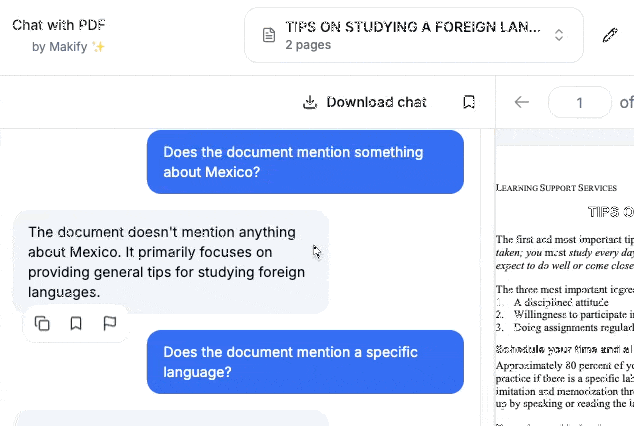 Chat with PDF
by Makify ✨
TIPS ON STUDYING A FOREIGN LAN...
2 pages
Download chat
1
of
Does the document mention something
about Mexico?
The document doesn't mention anything
about Mexico. It primarily focuses on
providing general tips for studying foreign
languages.
Does the document mention a specific
language?
LEARNING SUPPORT SERVICES
TIPS O
The first and most important tip
taken; you must study every day
expect to do well or come close
The three most important ingre
1. A disciplined attitude
2. Willingness to participate i
3. Doing assignments regularl
Schedule your time and al
Approximately 80 percent of yo
practice if there is a specific lab
imitation and memorization thr
up by speaking or reading the l